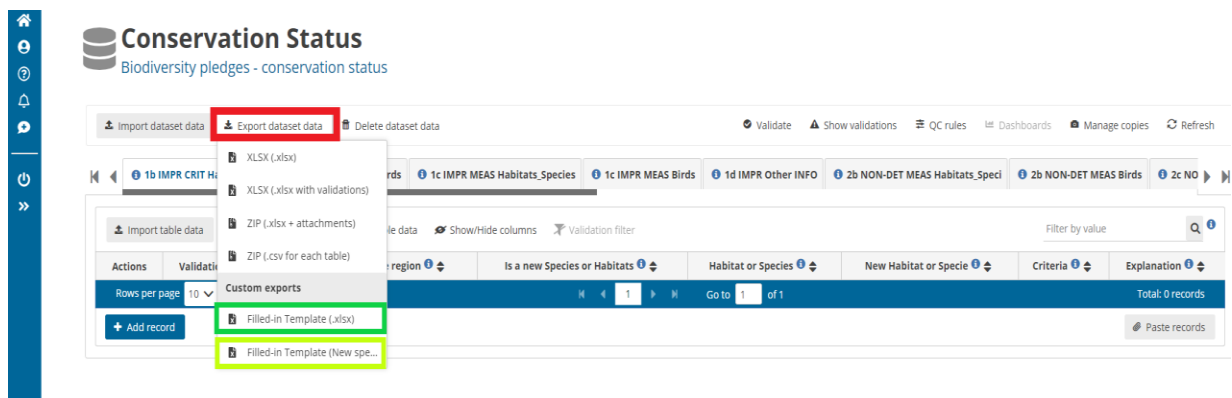 Conservation Status
Biodiversity pledges - conservation status
Import dataset data Export dataset data Delete dataset data Validate Show validations QC rules Dashboards Manage copies Refresh
XLSX (.xlsx)
XLSX (.xlsx with validations)
ZIP (.xlsx + attachments)
ZIP (.csv for each table)
Custom exports
Filled-in Template (.xlsx)
Filled-in Template (New spe...
1b IMPR CRIT Ha rds 1c IMPR MEAS Habitats_Species 1c IMPR MEAS Birds 1d IMPR Other INFO 2b NON-DET MEAS Habitats_Speci 2b NON-DET MEAS Birds 2c NO
Import table data le data Show/Hide columns Validation filter Filter by value
Actions Validatio region Is a new Species or Habitats Habitat or Species New Habitat or Specie Criteria Explanation
Rows per page 10 1 Go to 1 of 1 Total: 0 records
+ Add record Paste records